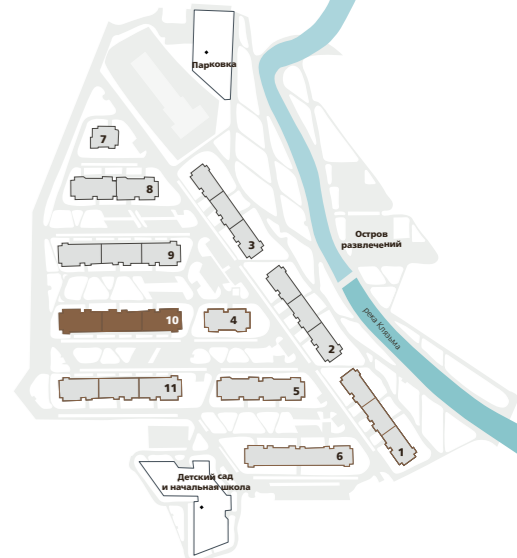 Парковка
7
8
3
Остров
развлечений
9
река Клязьма
10
4
2
11
5
1
6
Детский сад
и начальная школа